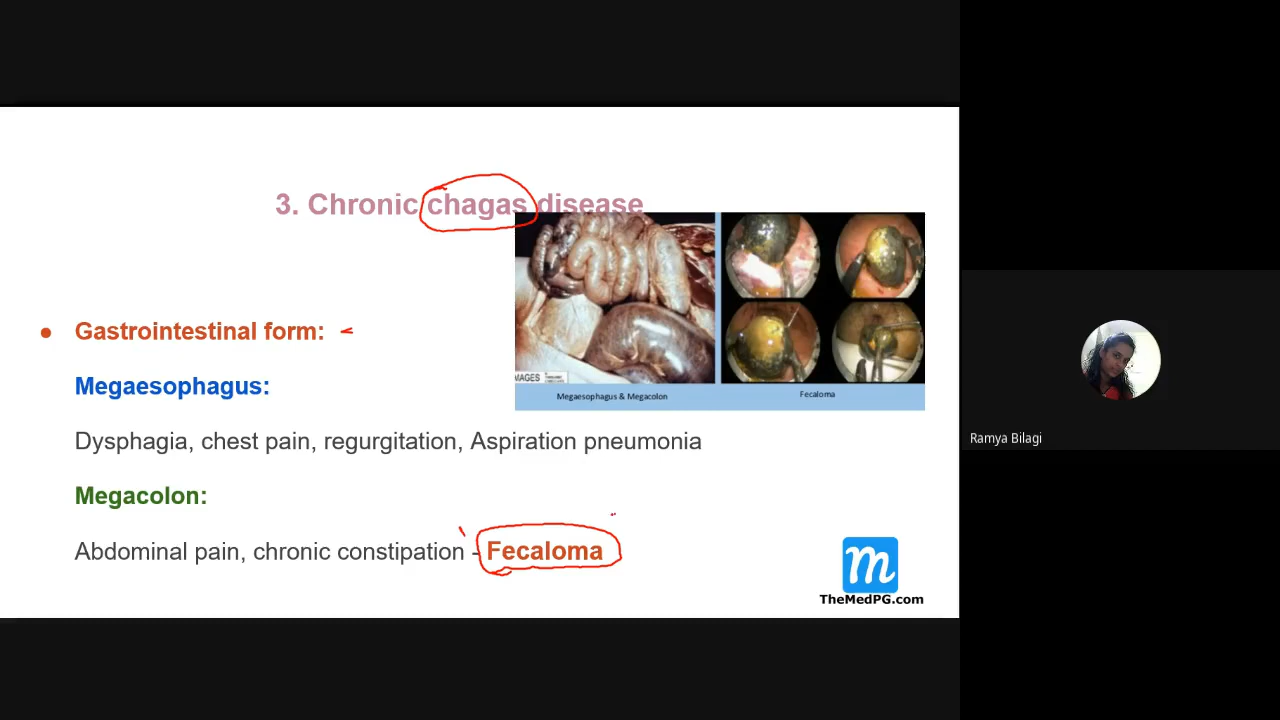 3. Chronic chagas disease
Gastrointestinal form:
Megaesophagus:
Dysphagia, chest pain, regurgitation, Aspiration pneumonia
Megacolon:
Abdominal pain, chronic constipation - Fecaloma
MAGES
Megaesophagus & Megacolon
Fecaloma
m
TheMedPG.com
Ramya Bilagi